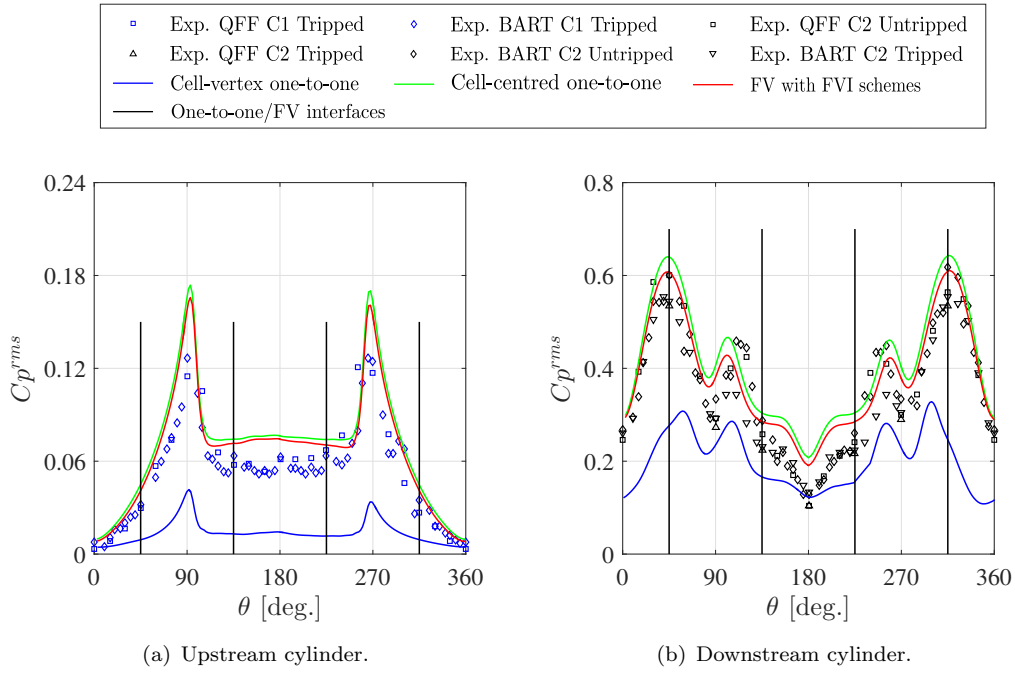 Exp. QFF C1 Tripped Exp. BART C1 Tripped Exp. QFF C2 Untripped
Exp. QFF C2 Tripped Exp. BART C2 Untripped Exp. BART C2 Tripped
Cell-vertex one-to-one Cell-centred one-to-one FV with FVI schemes
One-to-one/FV interfaces
0.24
0.18
0.12
0.06
0
Cp^{rms}
0 90 180 270 360
θ [deg.]
(a) Upstream cylinder.
0.8
0.6
0.4
0.2
0
Cp^{rms}
0 90 180 270 360
θ [deg.]
(b) Downstream cylinder.